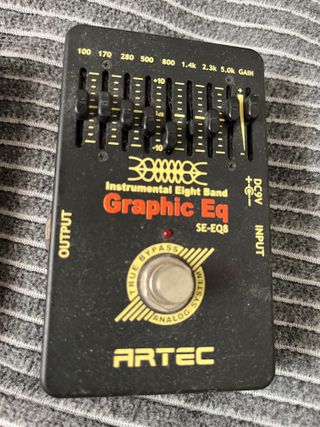 100 170 280 500 800 1.4k 2.3k 5.0k GAIN
+10
-10
Instrumental Eight Band
Graphic Eq
SE-EQ8
DC9V
+ -
OUTPUT
INPUT
TRUE BYPASS
ANALOG SYSTEM
ARTEC